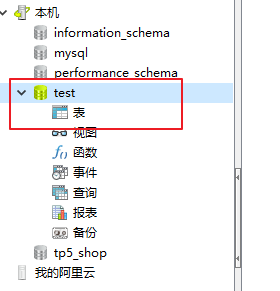 本机
information_schema
mysql
performance_schema
test
表
视图
f() 函数
事件
查询
报表
备份
tp5_shop
我的阿里云